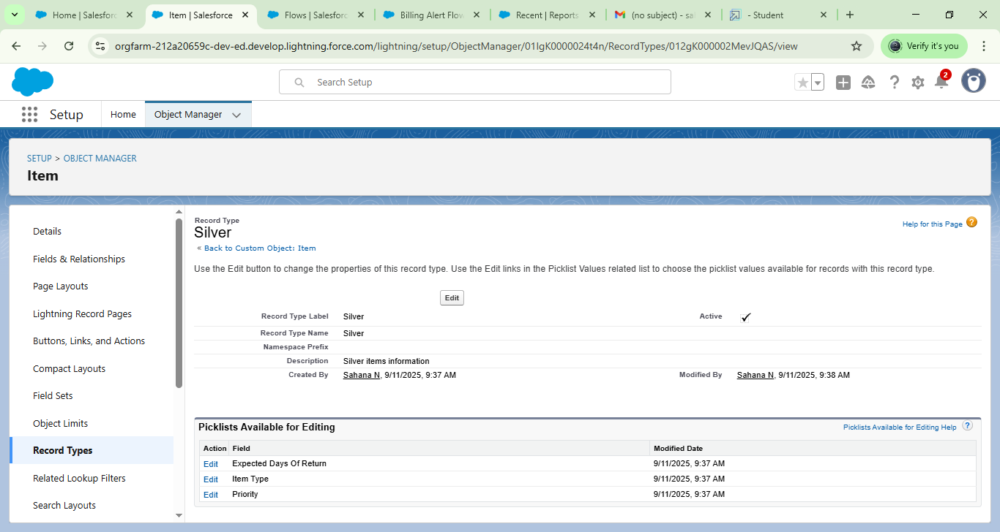 Home | Salesforc
Item | Salesforce
Flows | Salesforc
Billing Alert Flow
Recent | Reports
(no subject) - sa
- Student
orgfarm-212a20659c-dev-ed.develop.lightning.force.com/lightning/setup/ObjectManager/01IgK0000024t4n/RecordTypes/012gK000002MevJQAS/view
Verify it's you
Search Setup
2
Setup
Home
Object Manager
SETUP > OBJECT MANAGER
Item
Details
Fields & Relationships
Page Layouts
Lightning Record Pages
Buttons, Links, and Actions
Compact Layouts
Field Sets
Object Limits
Record Types
Related Lookup Filters
Search Layouts
Record Type
Silver
« Back to Custom Object: Item
Help for this Page ?
Use the Edit button to change the properties of this record type. Use the Edit links in the Picklist Values related list to choose the picklist values available for records with this record type.
Edit
Record Type Label Silver Active ✓
Record Type Name Silver
Namespace Prefix
Description Silver items information
Created By Sahana N, 9/11/2025, 9:37 AM Modified By Sahana N, 9/11/2025, 9:38 AM
Picklists Available for Editing
Picklists Available for Editing Help ?
Action Field Modified Date
Edit Expected Days Of Return 9/11/2025, 9:37 AM
Edit Item Type 9/11/2025, 9:37 AM
Edit Priority 9/11/2025, 9:37 AM